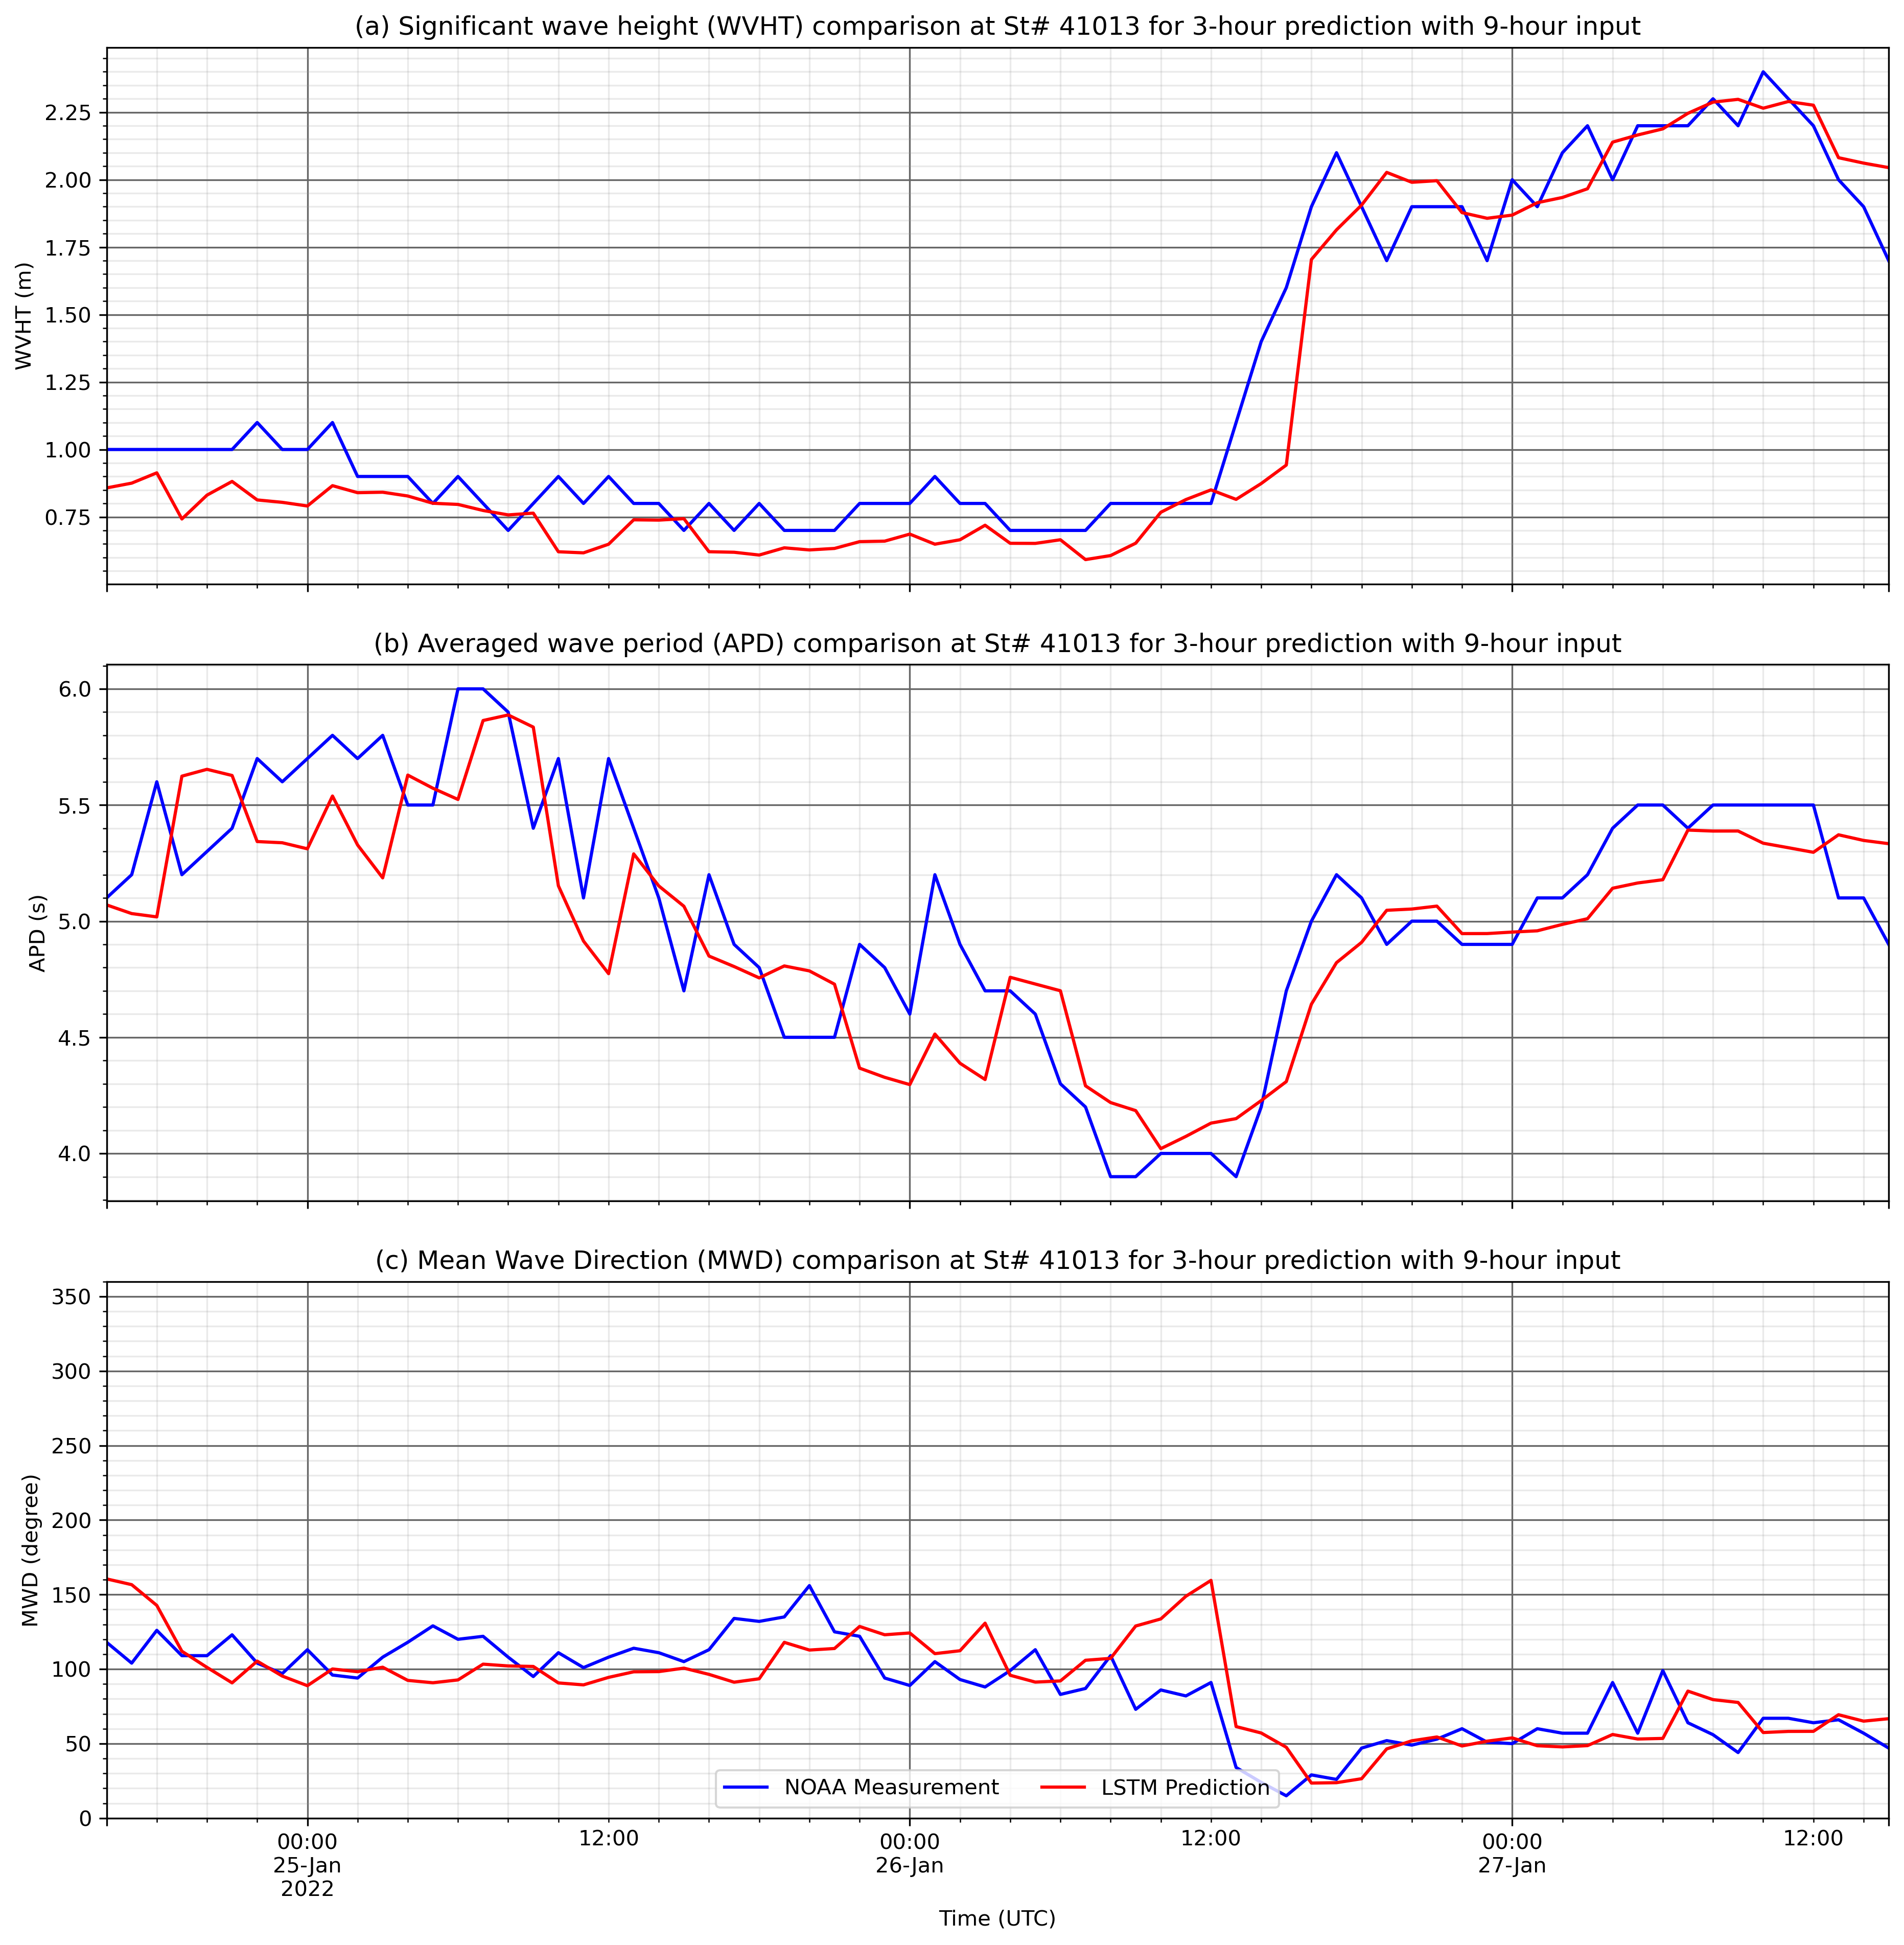 (a) Significant wave height (WVHT) comparison at St# 41013 for 3-hour prediction with 9-hour input
2.25
2.00
1.75
1.50
1.25
1.00
0.75
WVHT (m)
(b) Averaged wave period (APD) comparison at St# 41013 for 3-hour prediction with 9-hour input
6.0
5.5
5.0
4.5
4.0
APD (s)
(c) Mean Wave Direction (MWD) comparison at St# 41013 for 3-hour prediction with 9-hour input
350
300
250
200
150
100
50
0
MWD (degree)
NOAA Measurement LSTM Prediction
00:00 12:00 00:00 12:00 00:00 12:00
25-Jan 26-Jan 27-Jan
2022
Time (UTC)